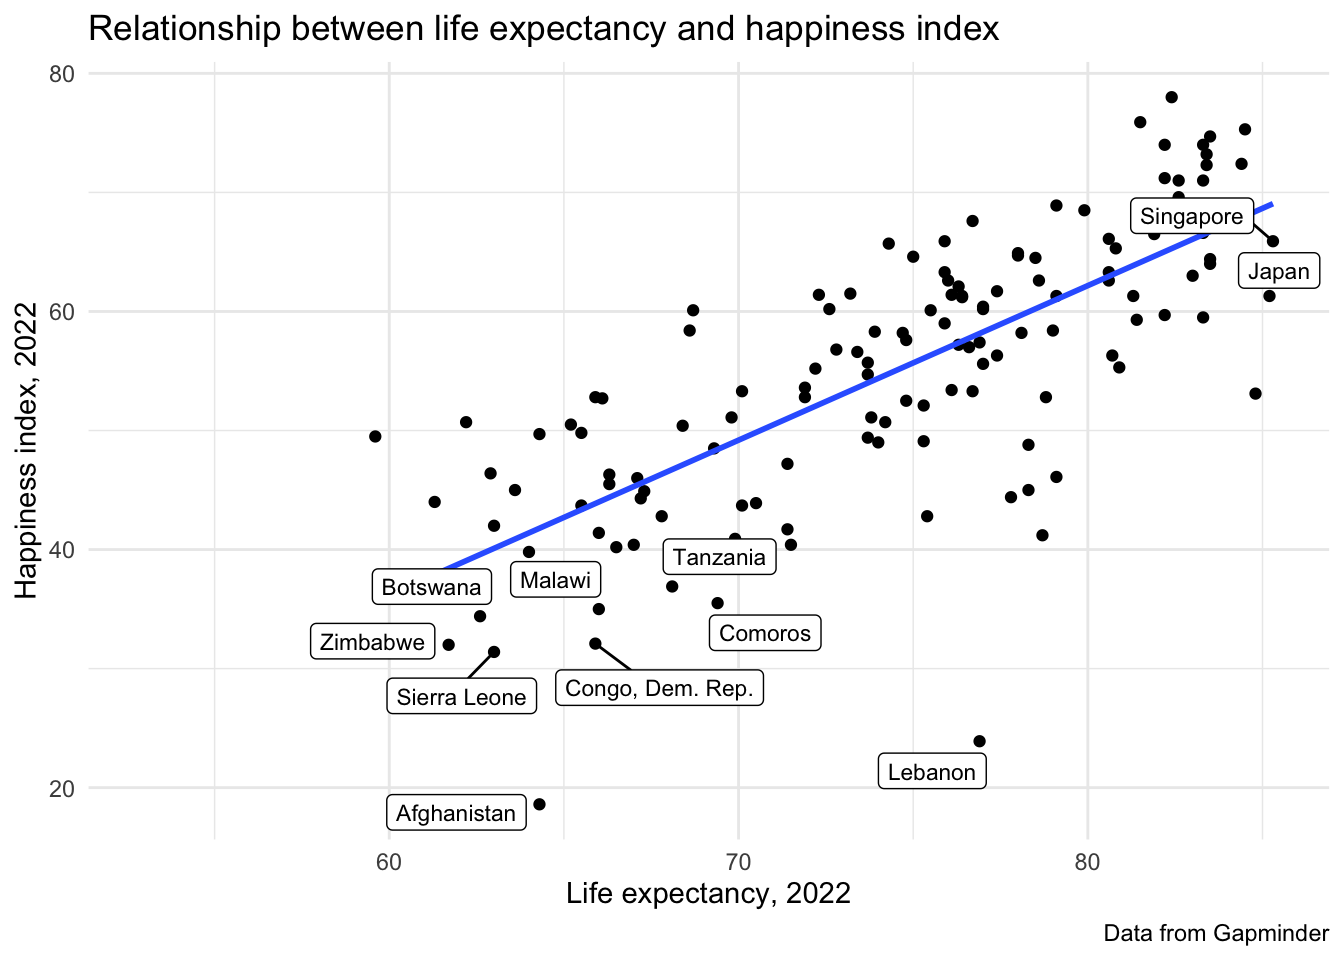 Relationship between life expectancy and happiness index
80
60
40
20
Happiness index, 2022
Singapore
Japan
Tanzania
Malawi
Botswana
Comoros
Zimbabwe
Congo, Dem. Rep.
Sierra Leone
Lebanon
Afghanistan
60 70 80
Life expectancy, 2022
Data from Gapminder